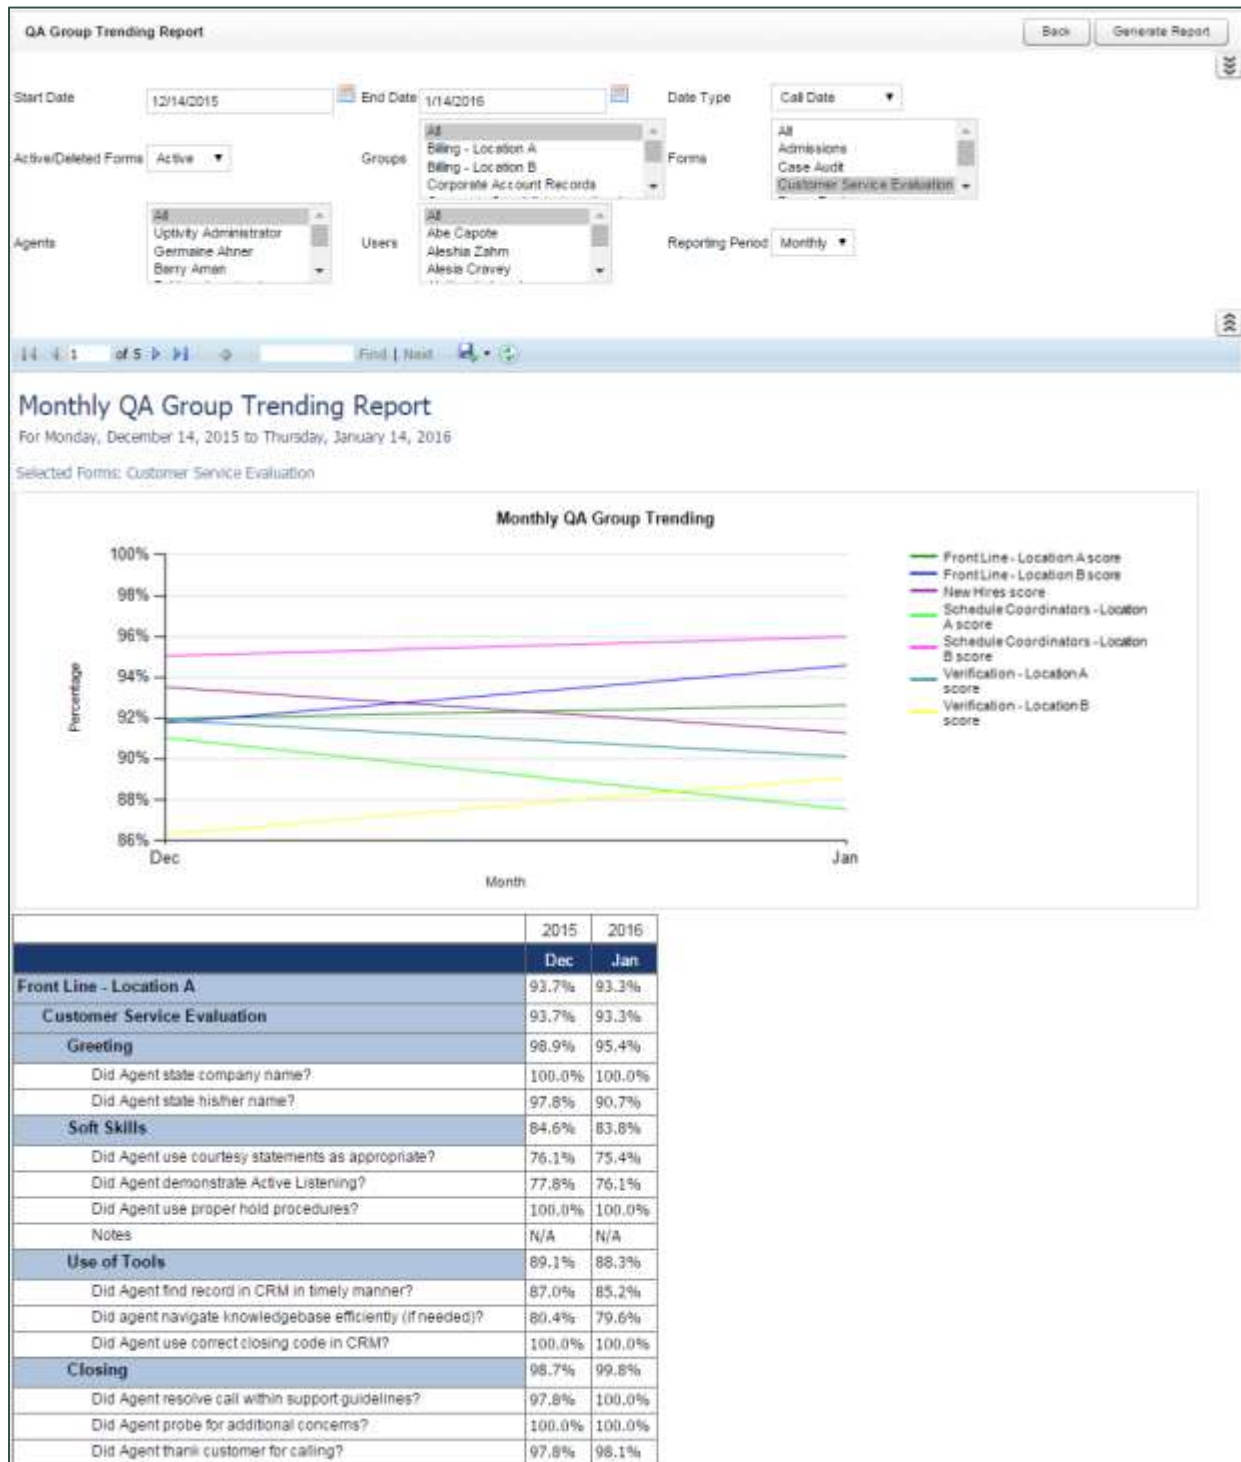 QA Group Trending Report
Back
Generate Report
Start Date 12/14/2015 End Date 1/14/2016 Date Type Call Date
Active/Deleted Forms Active
Groups
All
Billing - Location A
Billing - Location B
Corporate Account Records
Forms
All
Admissions
Case Audit
Customer Service Evaluation
Agents
All
Uptivity Administrator
Germaine Ahner
Barry Aman
Users
All
Abe Capote
Aleshia Zahm
Alesia Cravey
Reporting Period Monthly
1 of 5 Find | Next
Monthly QA Group Trending Report
For Monday, December 14, 2015 to Thursday, January 14, 2016
Selected Forms: Customer Service Evaluation
Monthly QA Group Trending
100%
98%
96%
94%
92%
90%
88%
86%
Percentage
Dec
Jan
Month
Front Line - Location A score
Front Line - Location B score
New Hires score
Schedule Coordinators - Location
A score
Schedule Coordinators - Location
B score
Verification - Location A
score
Verification - Location B
score
2015 2016
Dec Jan
Front Line - Location A 93.7% 93.3%
Customer Service Evaluation 93.7% 93.3%
Greeting 98.9% 95.4%
Did Agent state company name? 100.0% 100.0%
Did Agent state his/her name? 97.8% 90.7%
Soft Skills 84.6% 83.8%
Did Agent use courtesy statements as appropriate? 76.1% 75.4%
Did Agent demonstrate Active Listening? 77.8% 76.1%
Did Agent use proper hold procedures? 100.0% 100.0%
Notes N/A N/A
Use of Tools 89.1% 88.3%
Did Agent find record in CRM in timely manner? 87.0% 85.2%
Did agent navigate knowledgebase efficiently (if needed)? 80.4% 79.6%
Did Agent use correct closing code in CRM? 100.0% 100.0%
Closing 98.7% 99.8%
Did Agent resolve call within support guidelines? 97.8% 100.0%
Did Agent probe for additional concerns? 100.0% 100.0%
Did Agent thank customer for calling? 97.8% 98.1%